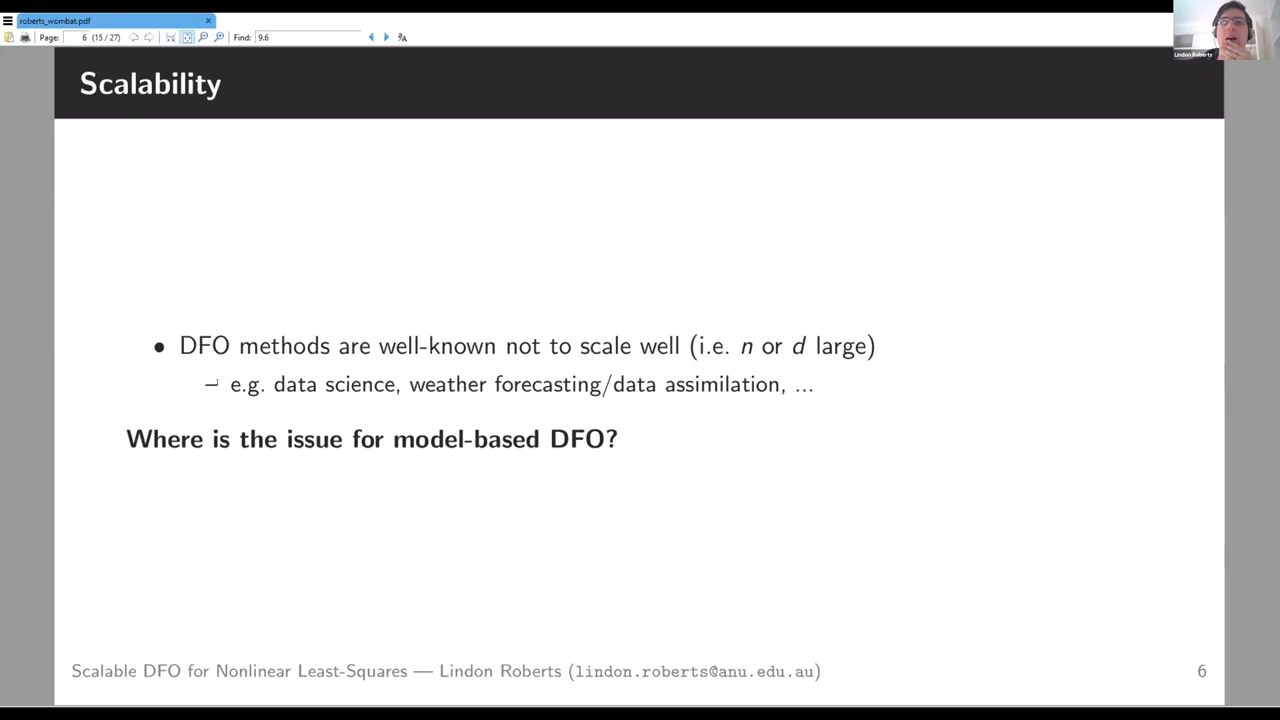 roberts_wombat.pdf ×
Page: 6 (15 / 27) Find: 9.6
Lindon Roberts
Scalability
• DFO methods are well-known not to scale well (i.e. n or d large)
– e.g. data science, weather forecasting/data assimilation, ...
Where is the issue for model-based DFO?
Scalable DFO for Nonlinear Least-Squares — Lindon Roberts (lindon.roberts@anu.edu.au) 6